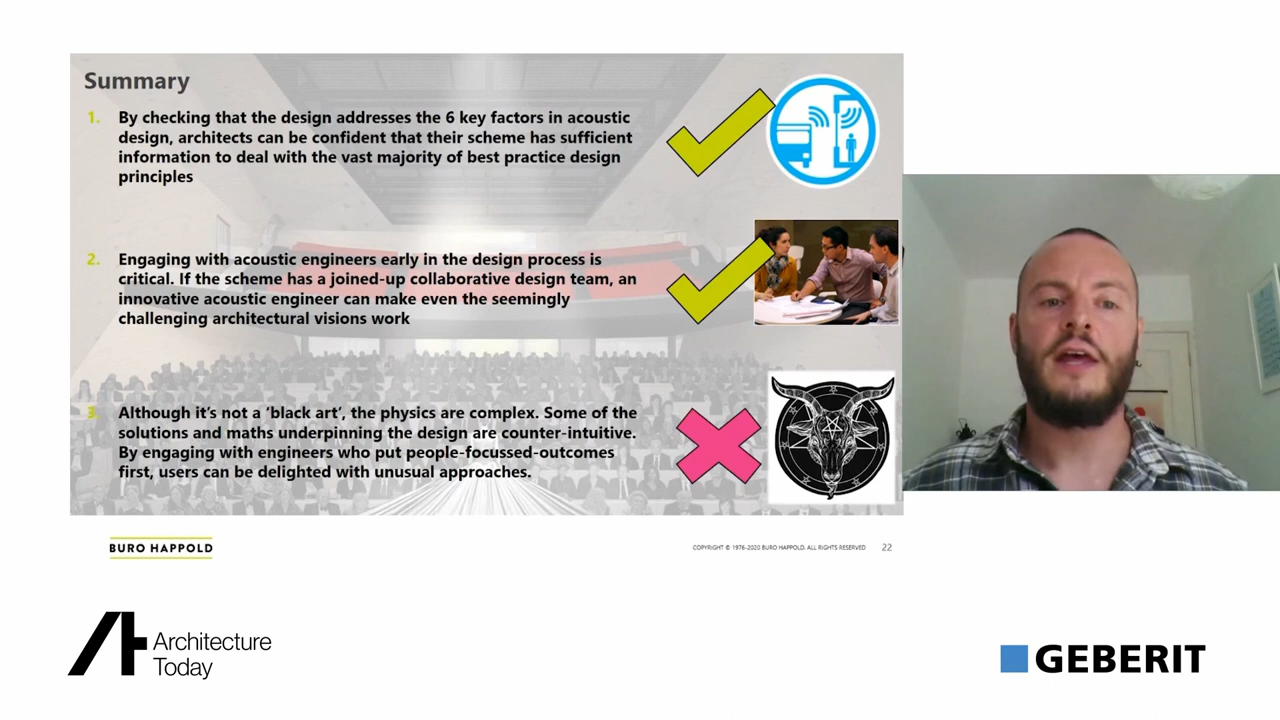 Summary
1. By checking that the design addresses the 6 key factors in acoustic
design, architects can be confident that their scheme has sufficient
information to deal with the vast majority of best practice design
principles
2. Engaging with acoustic engineers early in the design process is
critical. If the scheme has a joined-up collaborative design team, an
innovative acoustic engineer can make even the seemingly
challenging architectural visions work
3. Although it's not a ‘black art’, the physics are complex. Some of the
solutions and maths underpinning the design are counter-intuitive.
By engaging with engineers who put people-focussed-outcomes
first, users can be delighted with unusual approaches.
BURO HAPPOLD
COPYRIGHT © 1976-2020 BURO HAPPOLD. ALL RIGHTS RESERVED
22
Architecture
Today
GEBERIT